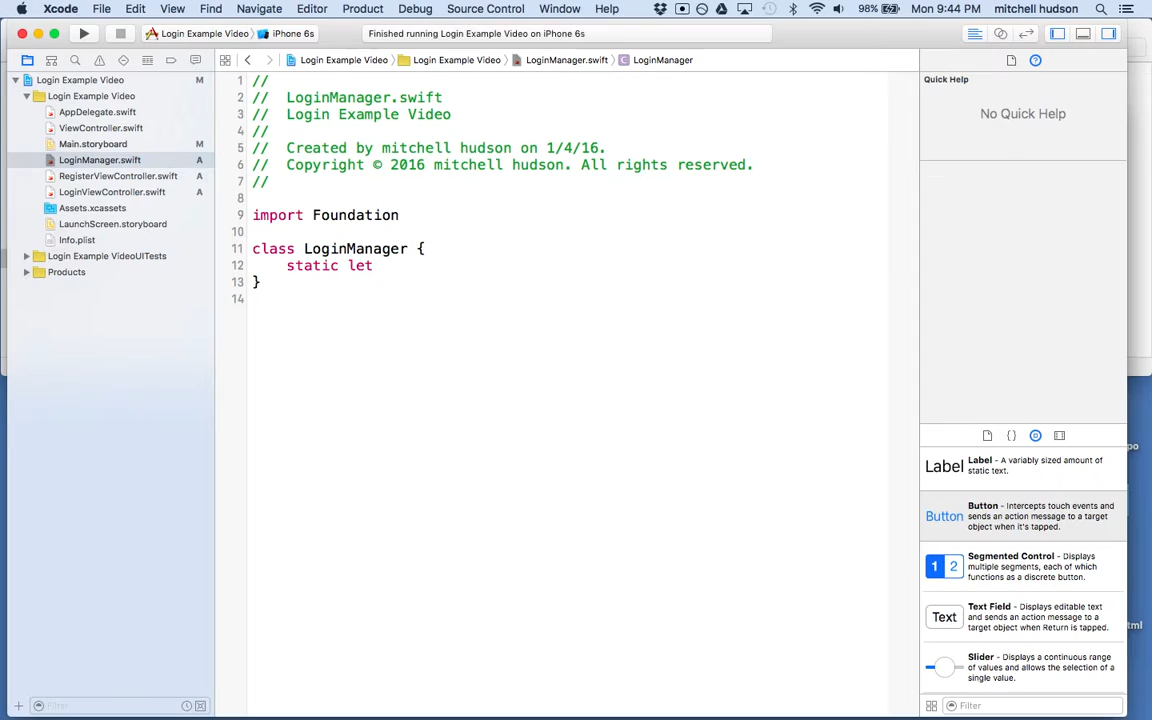 Xcode File Edit View Find Navigate Editor Product Debug Source Control Window Help 98% Mon 9:44 PM mitchell hudson
Login Example Video iPhone 6s Finished running Login Example Video on iPhone 6s
Login Example Video Login Example Video LoginManager.swift C LoginManager
Login Example Video M
Login Example Video
AppDelegate.swift
ViewController.swift
Main.storyboard M
LoginManager.swift A
RegisterViewController.swift A
LoginViewController.swift A
Assets.xcassets
LaunchScreen.storyboard
Info.plist
Login Example VideoUITests
Products
Filter
1 //
2 // LoginManager.swift
3 // Login Example Video
4 //
5 // Created by mitchell hudson on 1/4/16.
6 // Copyright © 2016 mitchell hudson. All rights reserved.
7 //
8
9 import Foundation
10
11 class LoginManager {
12 static let
13 }
14
Quick Help
No Quick Help
Label Label - A variably sized amount of
static text.
Button Button - Intercepts touch events and
sends an action message to a target
object when it's tapped.
1 2 Segmented Control - Displays
multiple segments, each of which
functions as a discrete button.
Text Text Field - Displays editable text
and sends an action message to a
target object when Return is tapped.
Slider - Displays a continuous range
of values and allows the selection of a
single value.
Filter
po
tml